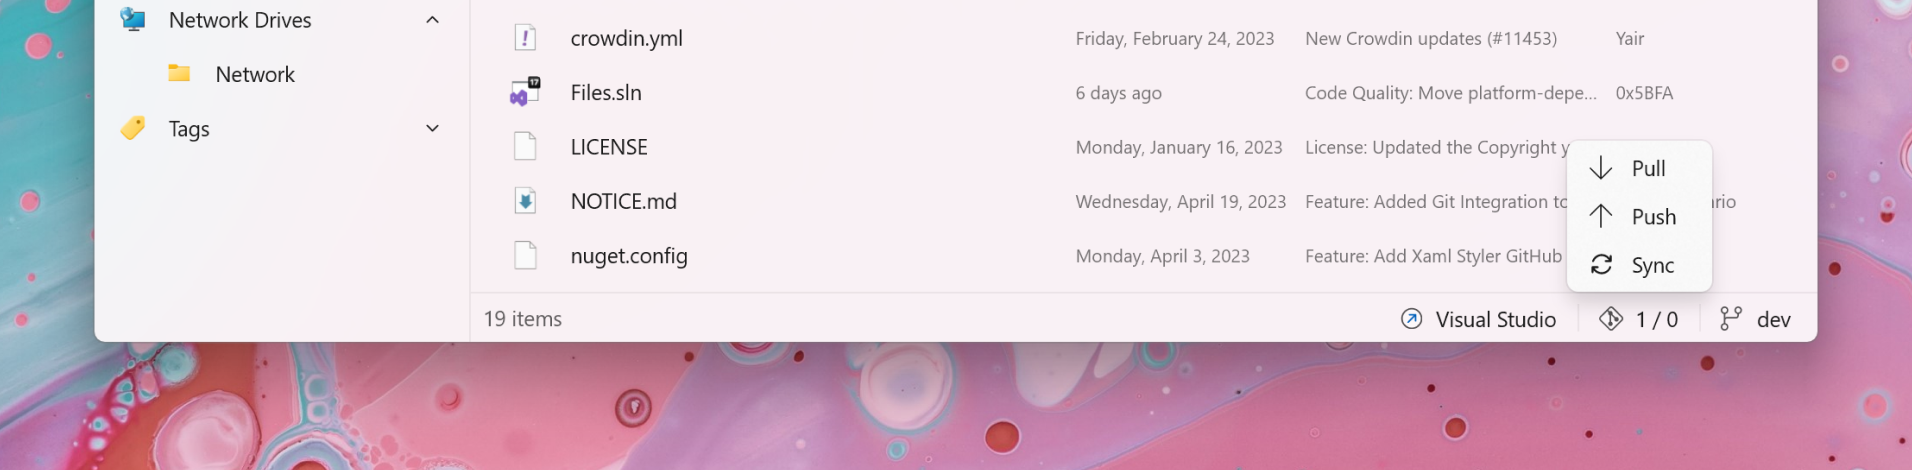 Network Drives
Network
Tags
crowdin.yml Friday, February 24, 2023 New Crowdin updates (#11453) Yair
17
Files.sln 6 days ago Code Quality: Move platform-depe... 0x5BFA
LICENSE Monday, January 16, 2023 License: Updated the Copyright
NOTICE.md Wednesday, April 19, 2023 Feature: Added Git Integration to
nuget.config Monday, April 3, 2023 Feature: Add Xaml Styler GitHub
Pull
Push
Sync
19 items Visual Studio 1 / 0 dev